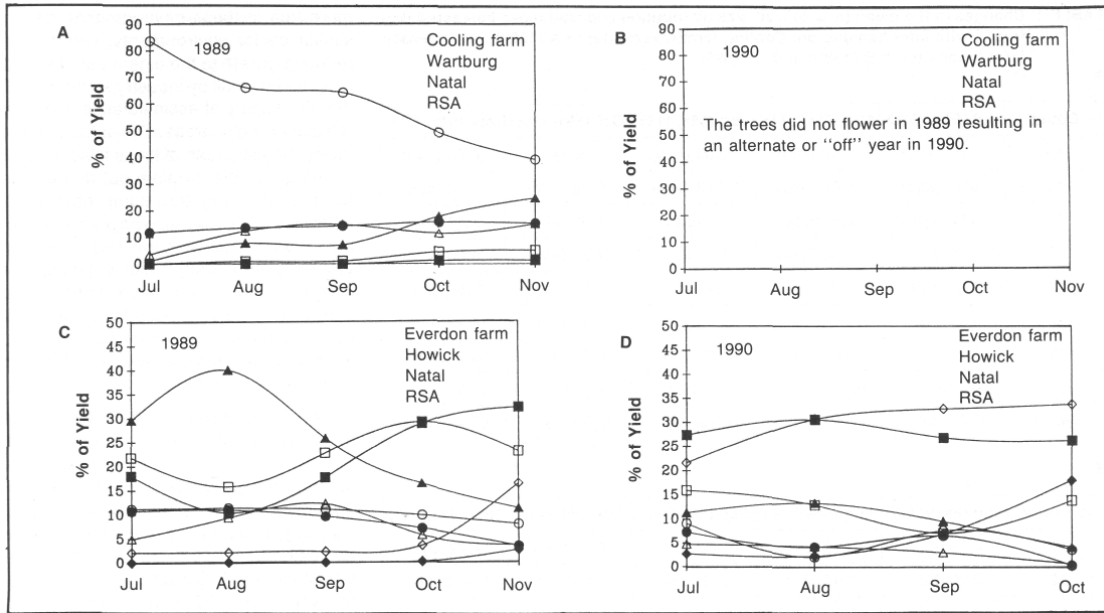 A
1989
Cooling farm
Wartburg
Natal
RSA
% of Yield
90
80
70
60
50
40
30
20
10
0
Jul Aug Sep Oct Nov
B
1990
Cooling farm
Wartburg
Natal
RSA
The trees did not flower in 1989 resulting in
an alternate or "off" year in 1990.
% of Yield
90
80
70
60
50
40
30
20
10
0
Jul Aug Sep Oct Nov
C
1989
Everdon farm
Howick
Natal
RSA
% of Yield
50
45
40
35
30
25
20
15
10
5
0
Jul Aug Sep Oct Nov
D
1990
Everdon farm
Howick
Natal
RSA
% of Yield
50
45
40
35
30
25
20
15
10
5
0
Jul Aug Sep Oct